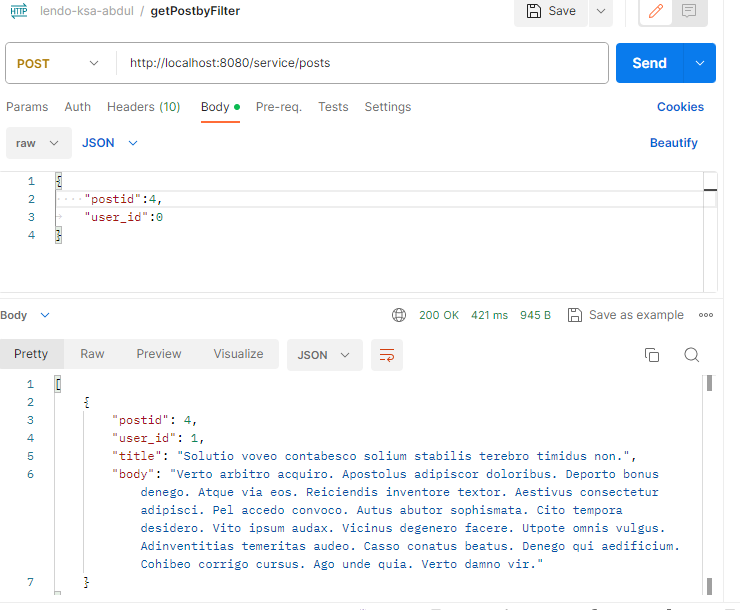 HTTP lendo-ksa-abdul / getPostbyFilter Save
POST http://localhost:8080/service/posts Send
Params Auth Headers (10) Body Pre-req. Tests Settings Cookies
raw JSON Beautify
1 {
2 "postid":4,
3 "user_id":0
4 }
Body 200 OK 421 ms 945 B Save as example
Pretty Raw Preview Visualize JSON
1 [
2 {
3 "postid": 4,
4 "user_id": 1,
5 "title": "Solutio voveo contabesco solium stabilis terebro timidus non.",
6 "body": "Verto arbitro acquiro. Apostolus adipiscor doloribus. Deporto bonus
denego. Atque via eos. Reiciendis inventore textor. Aestivus consectetur
adipisci. Pel accedo convoco. Autus abutor sophismata. Cito tempora
desidero. Vito ipsum audax. Vicinus degenero facere. Utpote omnis vulgus.
Adinventitias temeritas audeo. Casso conatus beatus. Denego qui aedificium.
Cohibeo corrigo cursus. Ago unde quia. Verto damno vir."
7 }